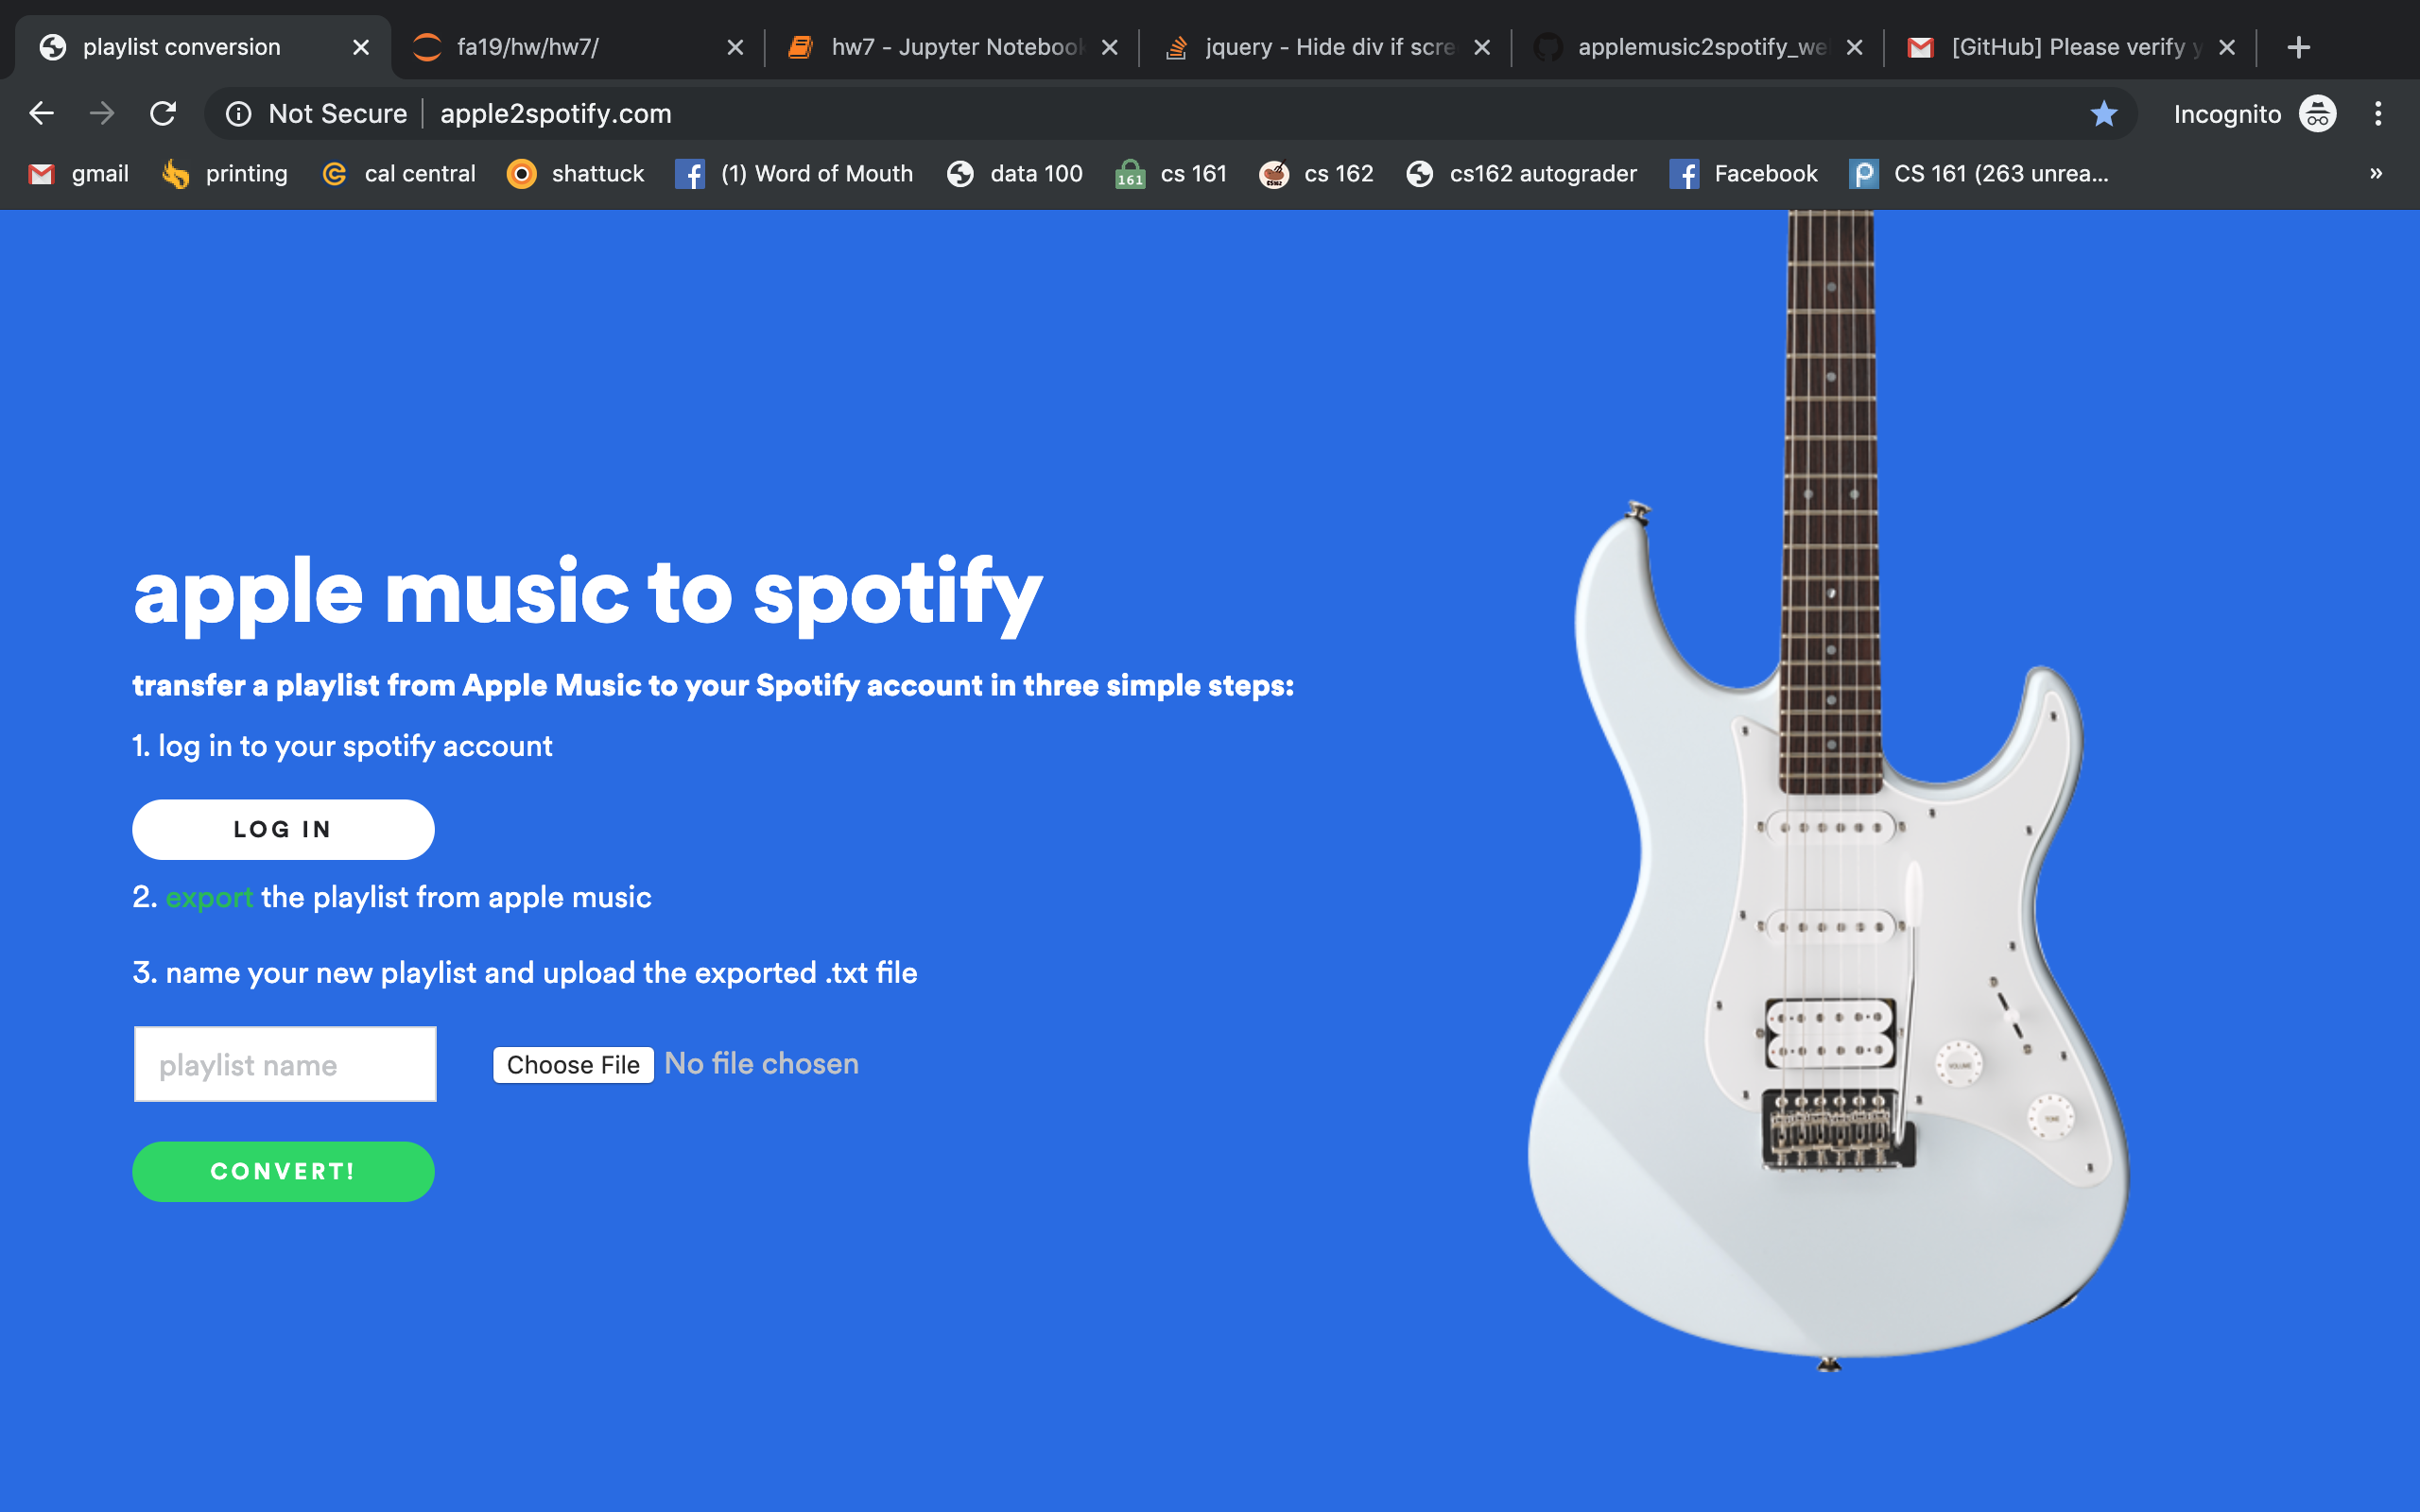 playlist conversion
fa19/hw/hw7/
hw7 - Jupyter Notebook
jquery - Hide div if scre
applemusic2spotify_we
[GitHub] Please verify y
Not Secure apple2spotify.com
Incognito
gmail printing cal central shattuck (1) Word of Mouth data 100 161 cs 161 CS162 cs 162 cs162 autograder Facebook CS 161 (263 unrea... »
apple music to spotify
transfer a playlist from Apple Music to your Spotify account in three simple steps:
1. log in to your spotify account
LOG IN
2. export the playlist from apple music
3. name your new playlist and upload the exported .txt file
playlist name
Choose File No file chosen
CONVERT!
VOLUME
TONE